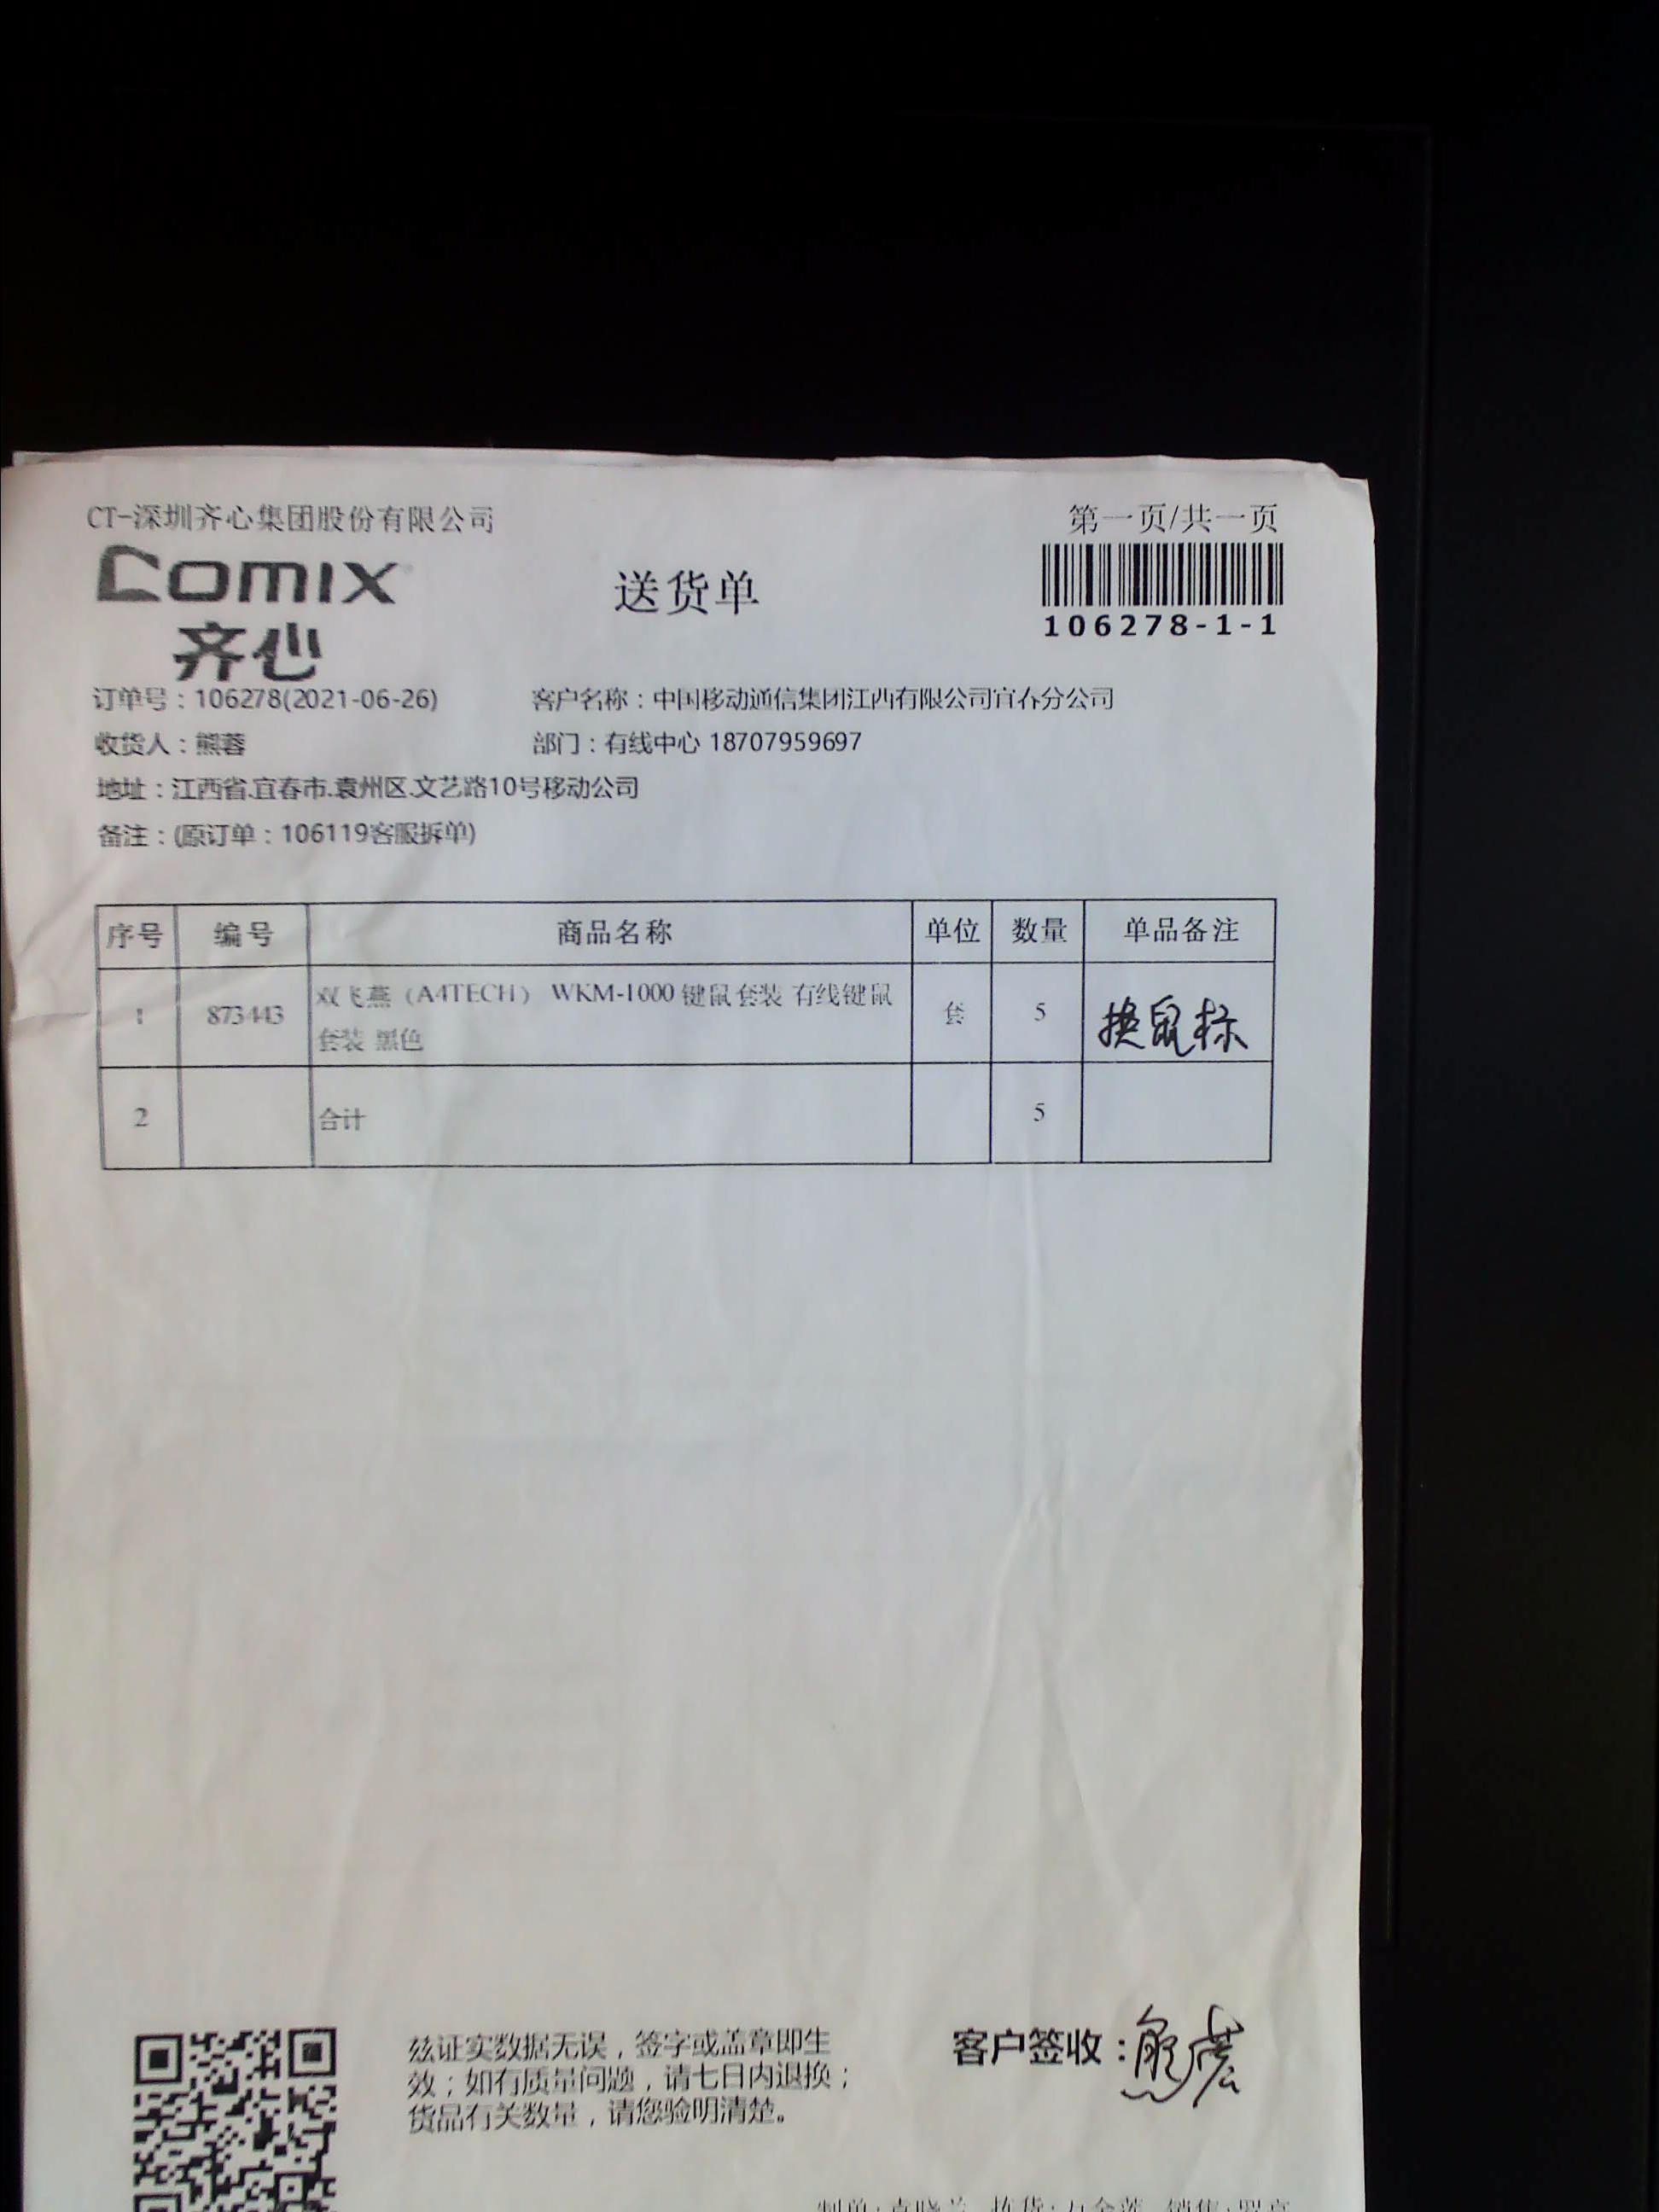 CT-深圳齐心集团股份有限公司
第一页/共一页
comix
齐心
送货单
106278-1-1
订单号：106278(2021-06-26)
客户名称：中国移动通信集团江西有限公司宜春分公司
收货人：熊蓉
部门：有线中心 18707959697
地址：江西省.宜春市.袁州区.文艺路10号移动公司
备注：(原订单：106119客服拆单)
序号 编号 商品名称 单位 数量 单品备注
1 873443 双飞燕（A4TECH） WKM-1000 键鼠套装 有线键鼠套装 黑色 套 5 换鼠标
2 合计 5
兹证实数据无误，签字或盖章即生
效；如有质量问题，请七日内退换；
货品有关数量，请您验明清楚。
客户签收：熊蓉